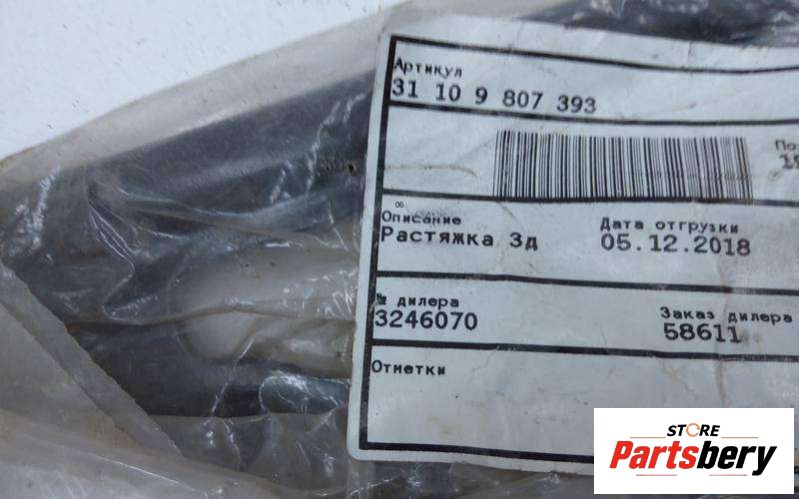 Артикул
31 10 9 807 393
Описание
Растяжка Зд
Дата отгрузки
05.12.2018
№ дилера
3246070
Заказ дилера
58611
Отметки
STORE
Partsbery